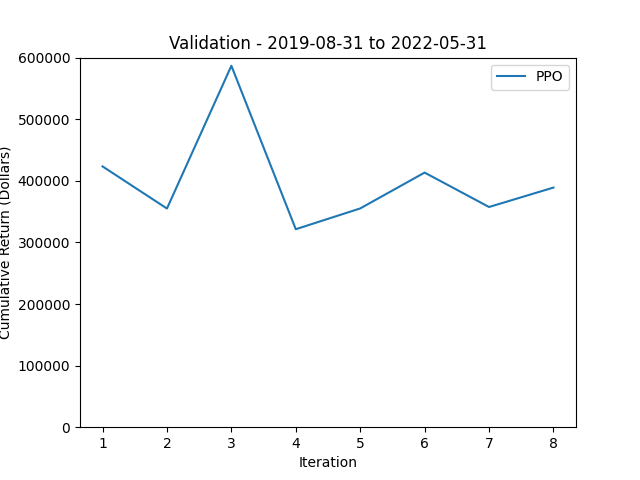 Validation - 2019-08-31 to 2022-05-31
PPO
Cumulative Return (Dollars)
600000
500000
400000
300000
200000
100000
0
1 2 3 4 5 6 7 8
Iteration